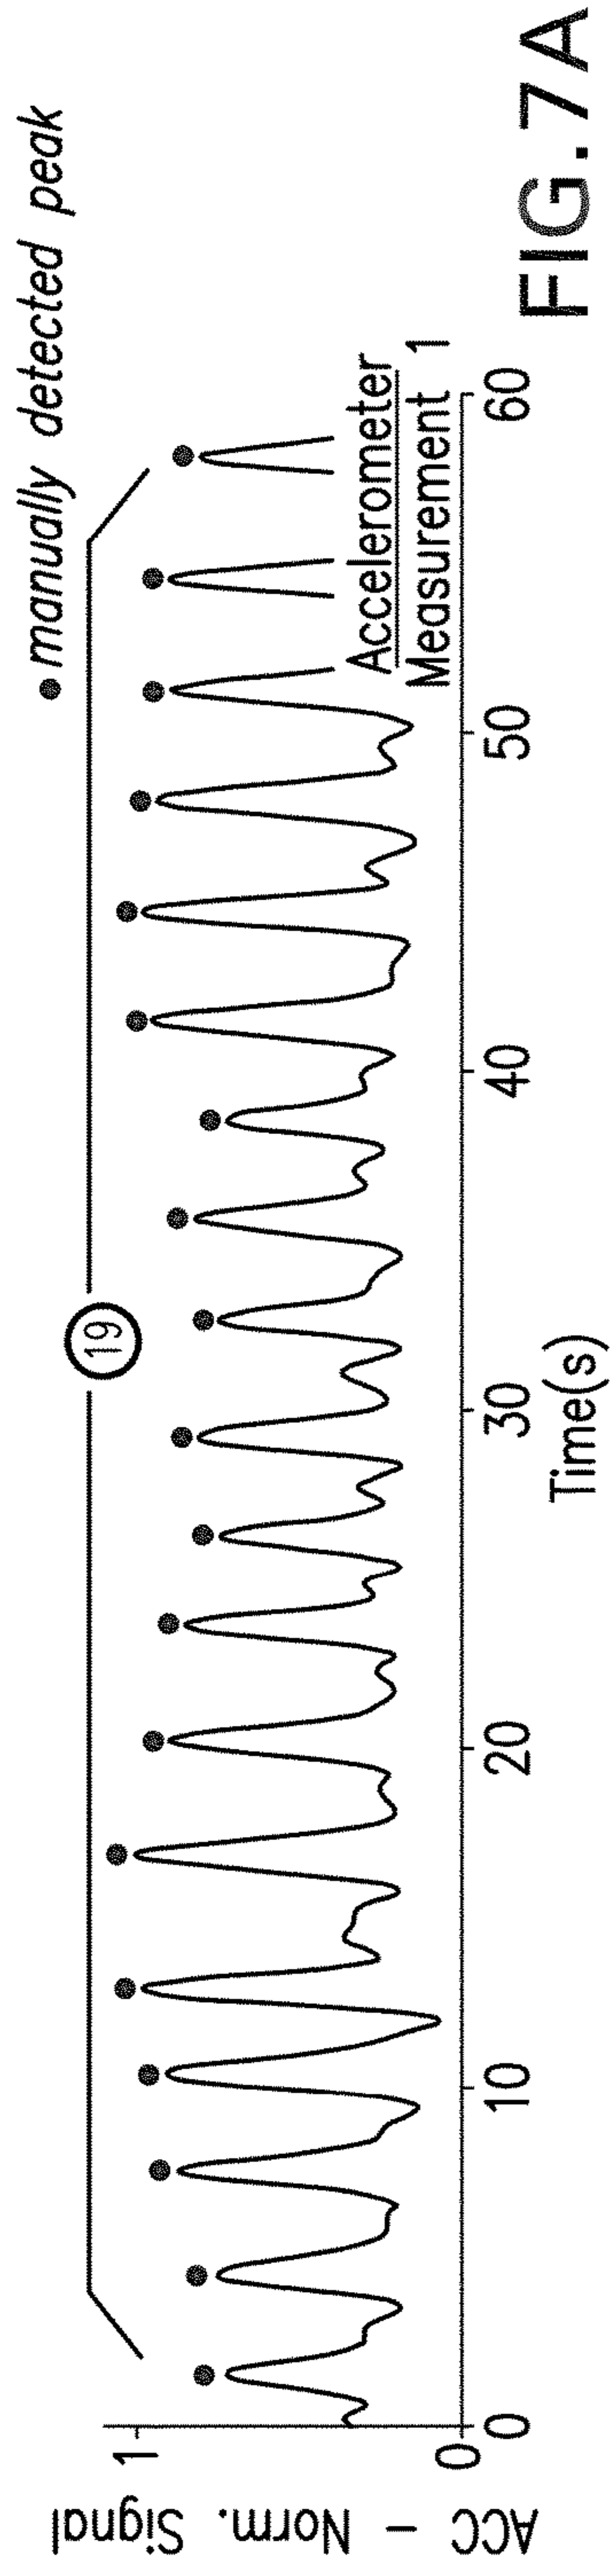 ● manually detected peak
19
ACC – Norm. Signal
1
0
0
10
20
30
40
50
60
Time(s)
Accelerometer
Measurement 1
FIG. 7A